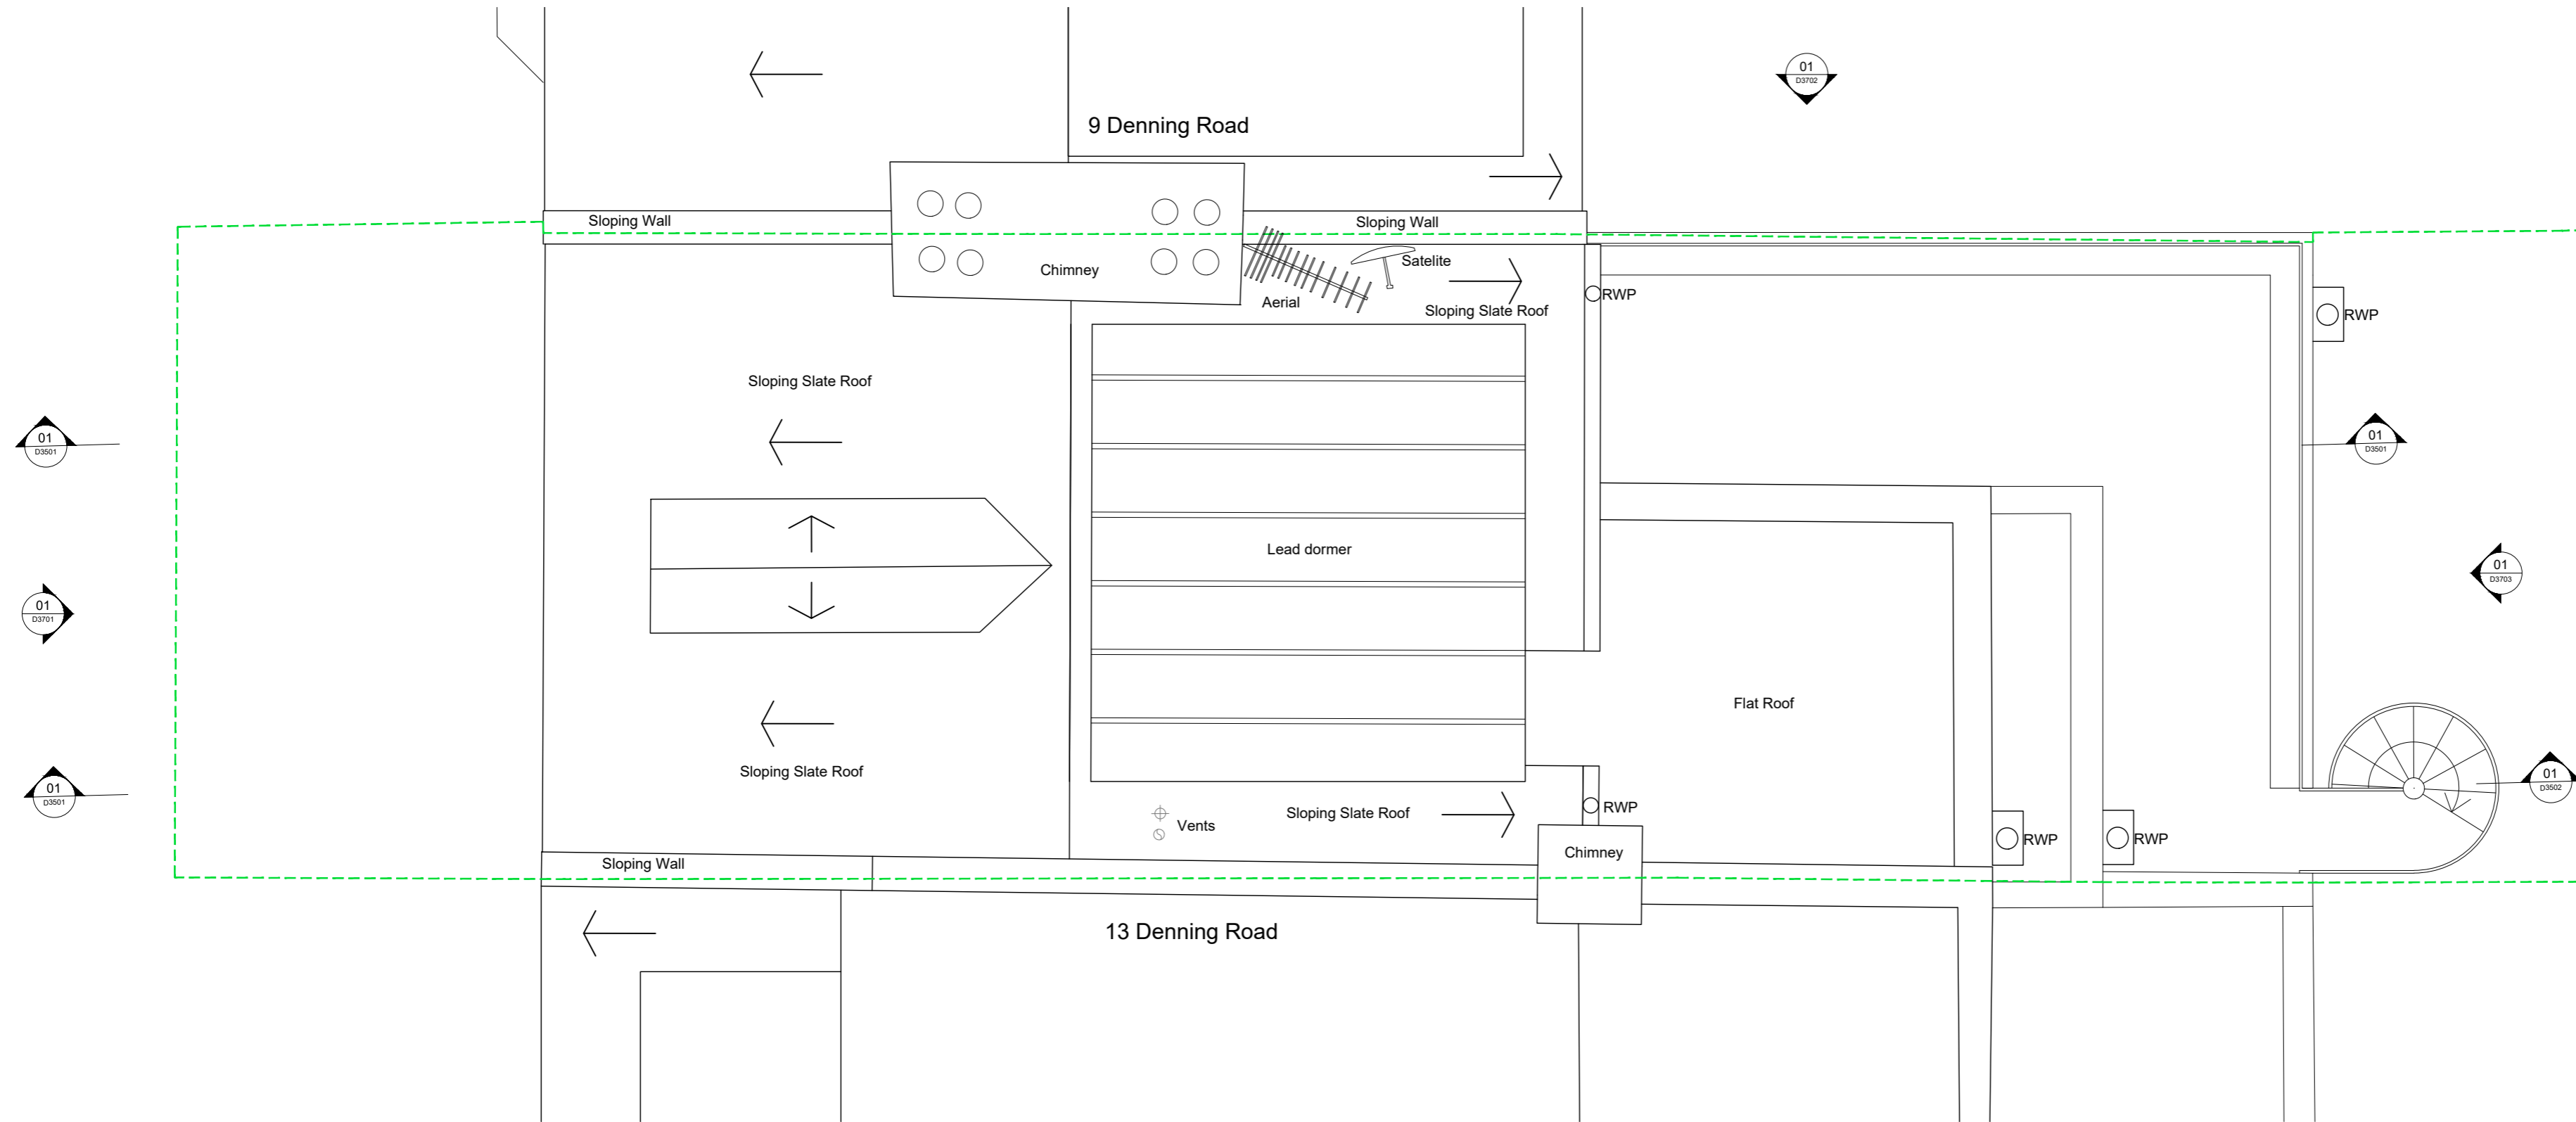 01
D3702
9 Denning Road
Sloping Wall
Sloping Wall
Chimney
Satelite
Aerial
Sloping Slate Roof
RWP
RWP
Sloping Slate Roof
01
D3501
01
D3501
Lead dormer
01
D3703
01
D3701
Flat Roof
Sloping Slate Roof
01
D3501
01
D3502
Sloping Slate Roof
RWP
Vents
RWP
RWP
Chimney
Sloping Wall
13 Denning Road